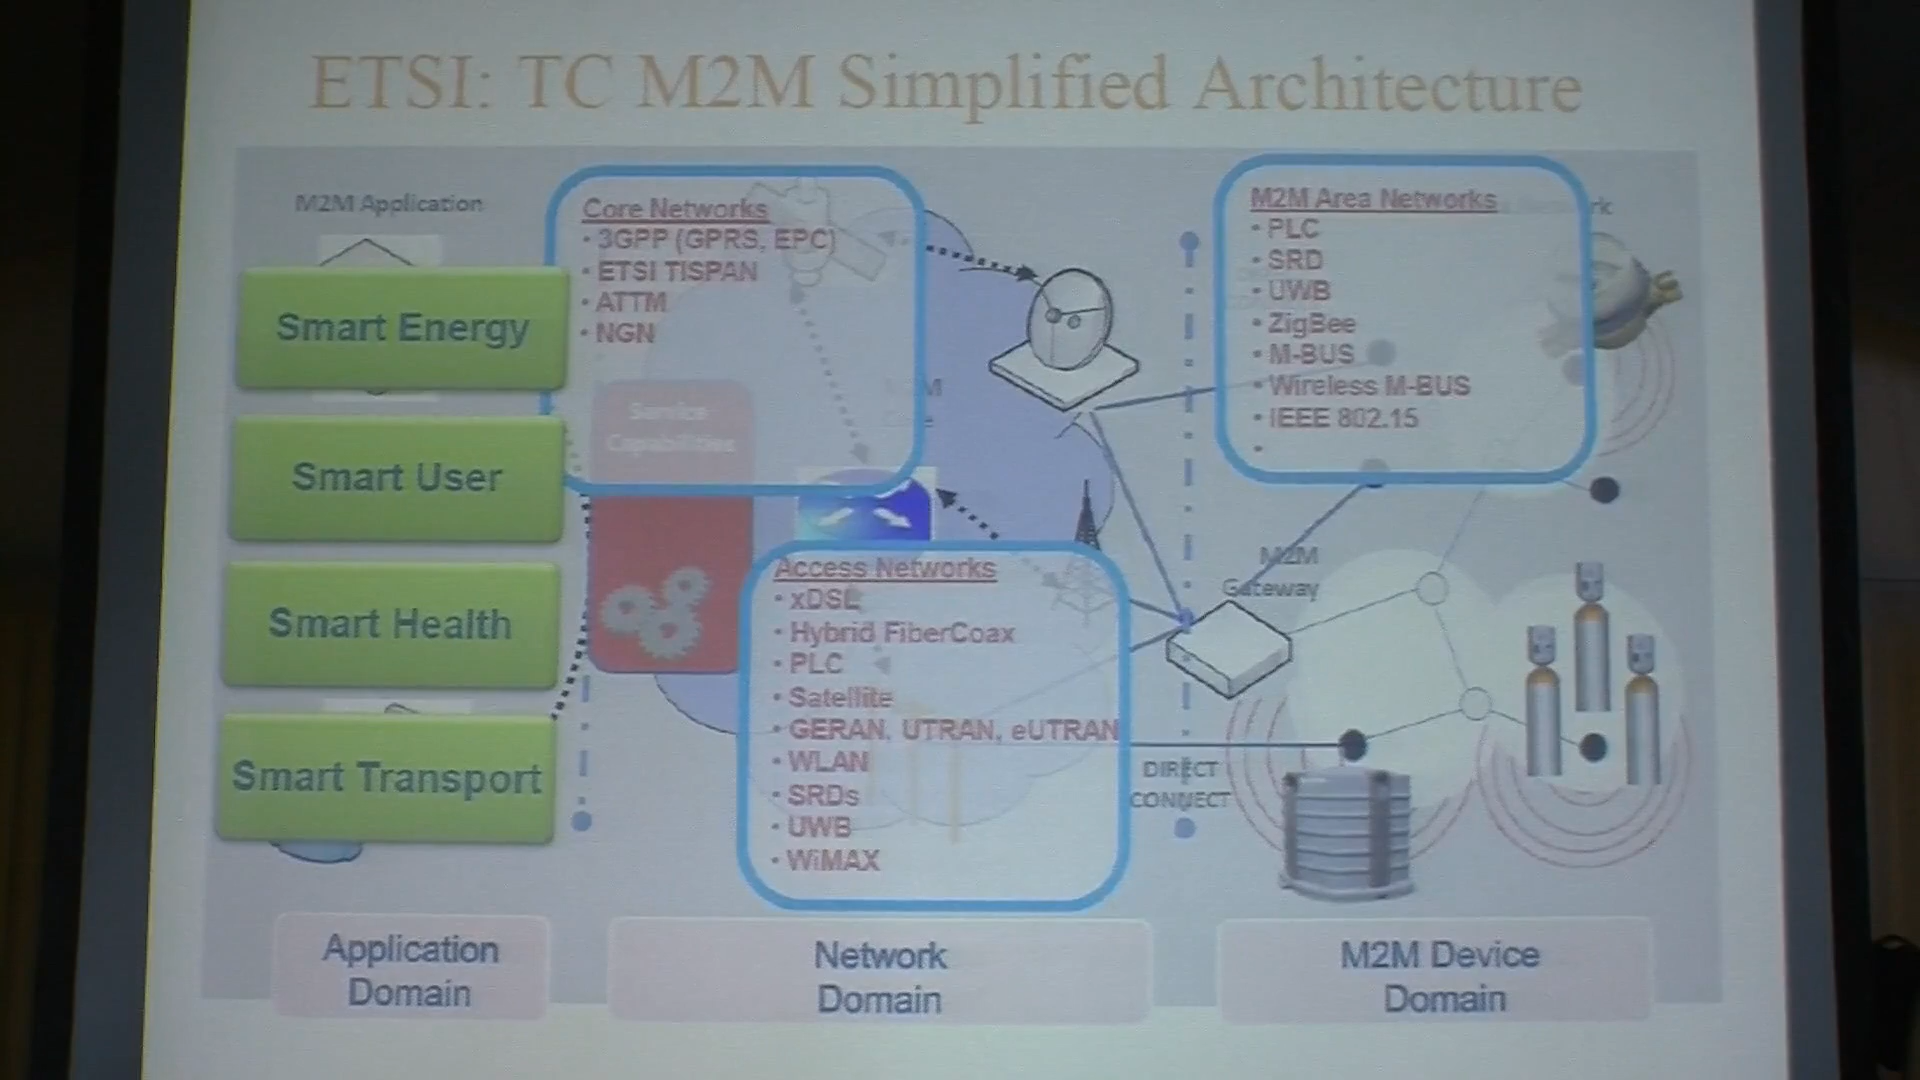 ETSI: TC M2M Simplified Architecture
M2M Application
Smart Energy
Smart User
Smart Health
Smart Transport
Core Networks
• 3GPP (GPRS, EPC)
• ETSI TISPAN
• ATTM
• NGN
Service
Capabilities
Access Networks
• xDSL
• Hybrid FiberCoax
• PLC
• Satellite
• GERAN, UTRAN, eUTRAN
• WLAN
• SRDs
• UWB
• WiMAX
M2M Area Networks
• PLC
• SRD
• UWB
• ZigBee
• M-BUS
• Wireless M-BUS
• IEEE 802.15
•
M2M
Gateway
DIRECT
CONNECT
Application
Domain
Network
Domain
M2M Device
Domain